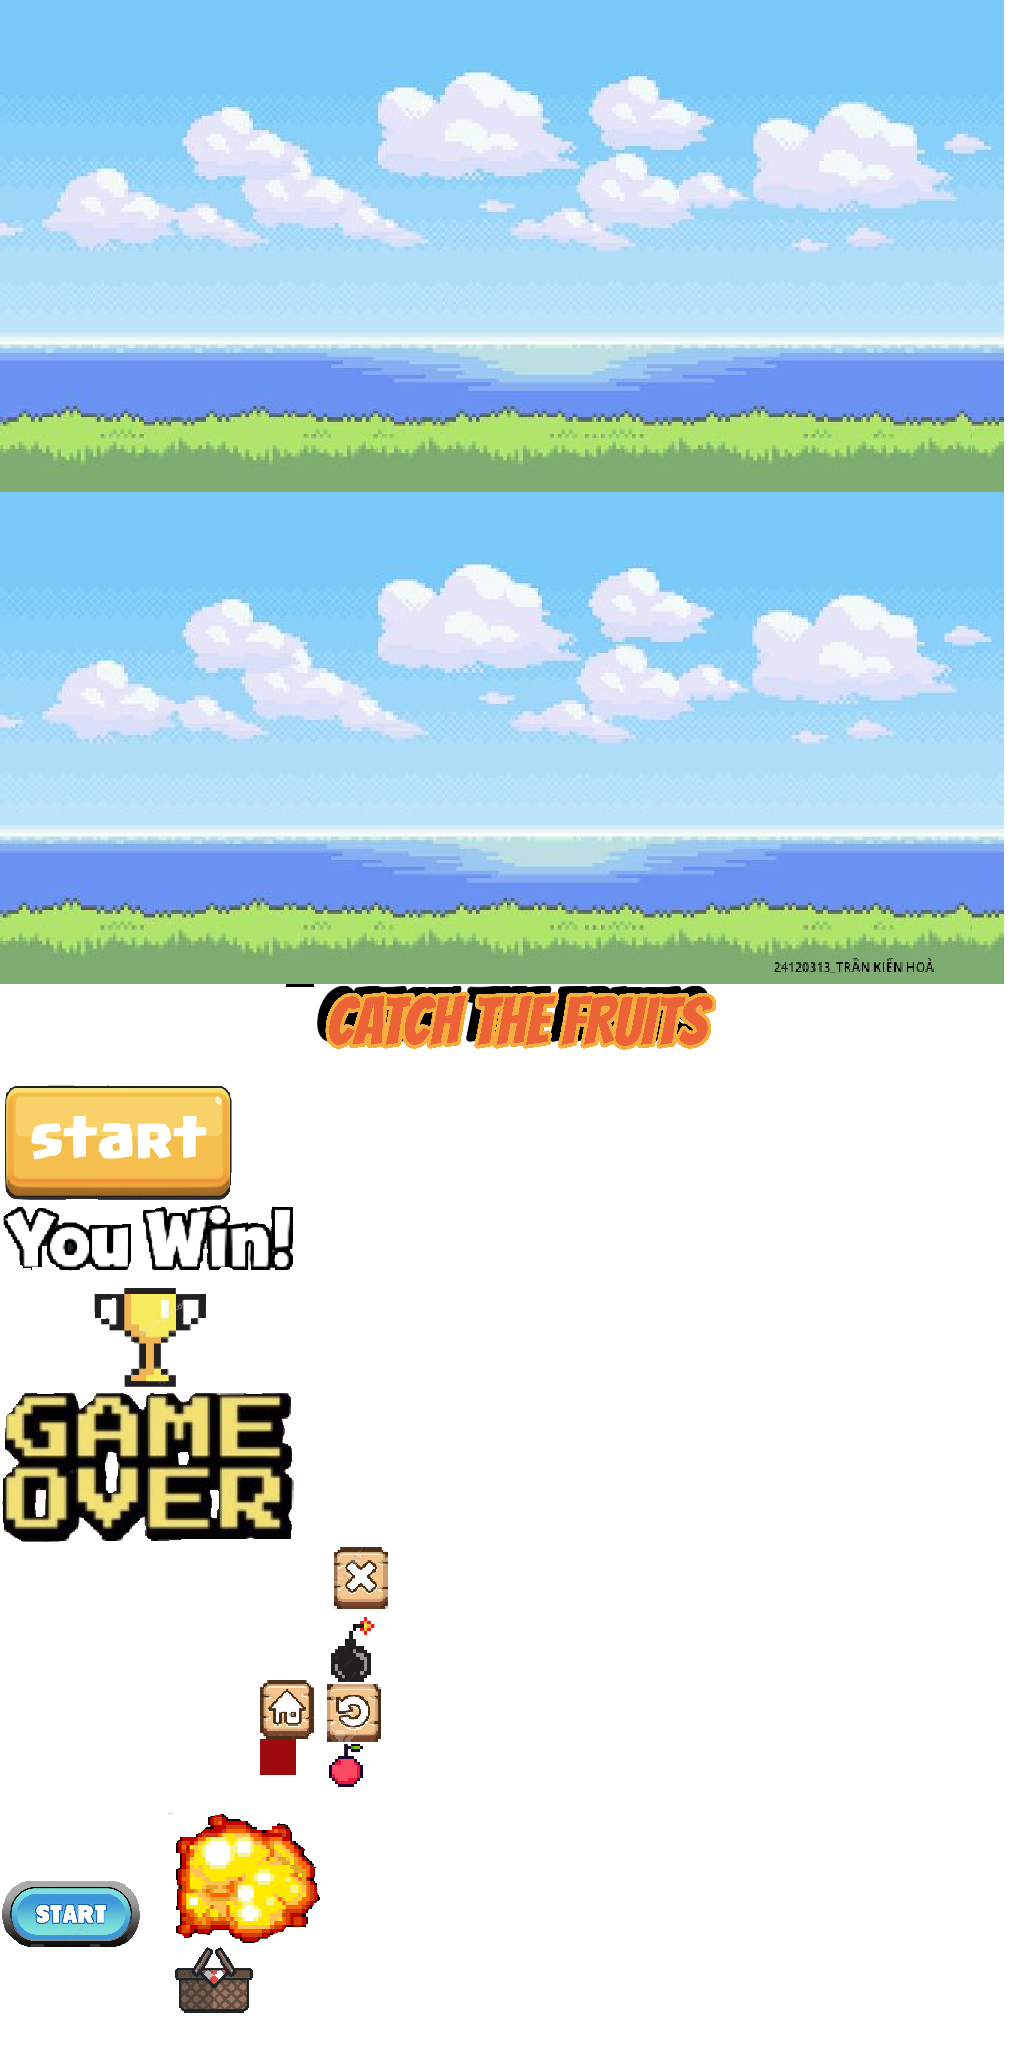 24120313_TRẦN KIẾN HOÀ
CATCH THE FRUITS
start
You Win!
GAME
OVER
START